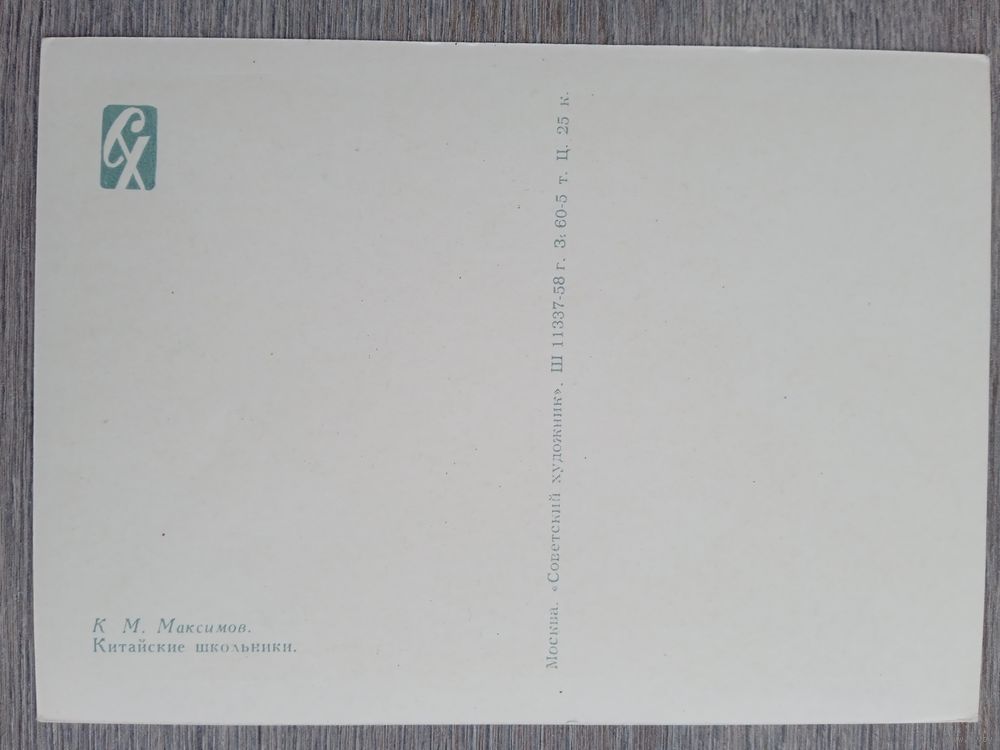 СХ
К М. Максимов.
Китайские школьники.
Москва. «Советский художник». Ш 11337-58 г. З: 60-5 т. Ц. 25 к.